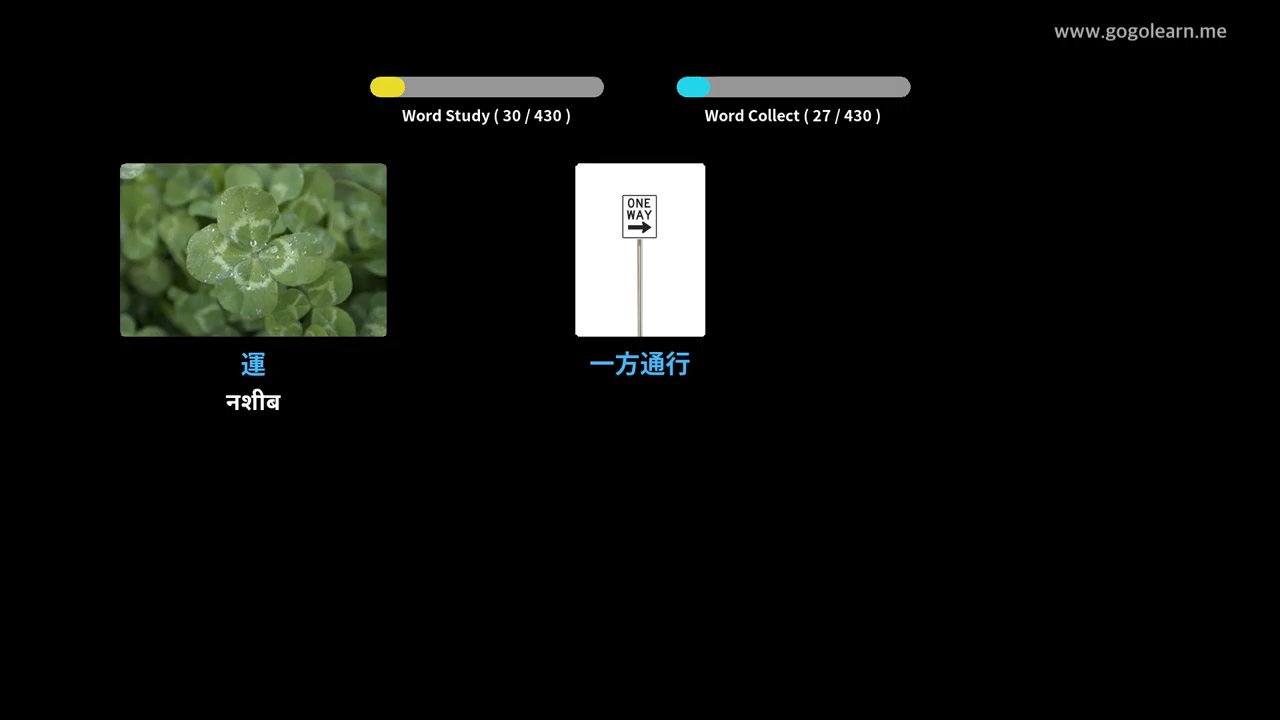 www.gogolearn.me
Word Study ( 30 / 430 )
Word Collect ( 27 / 430 )
ONE
WAY
運
一方通行
नशीब